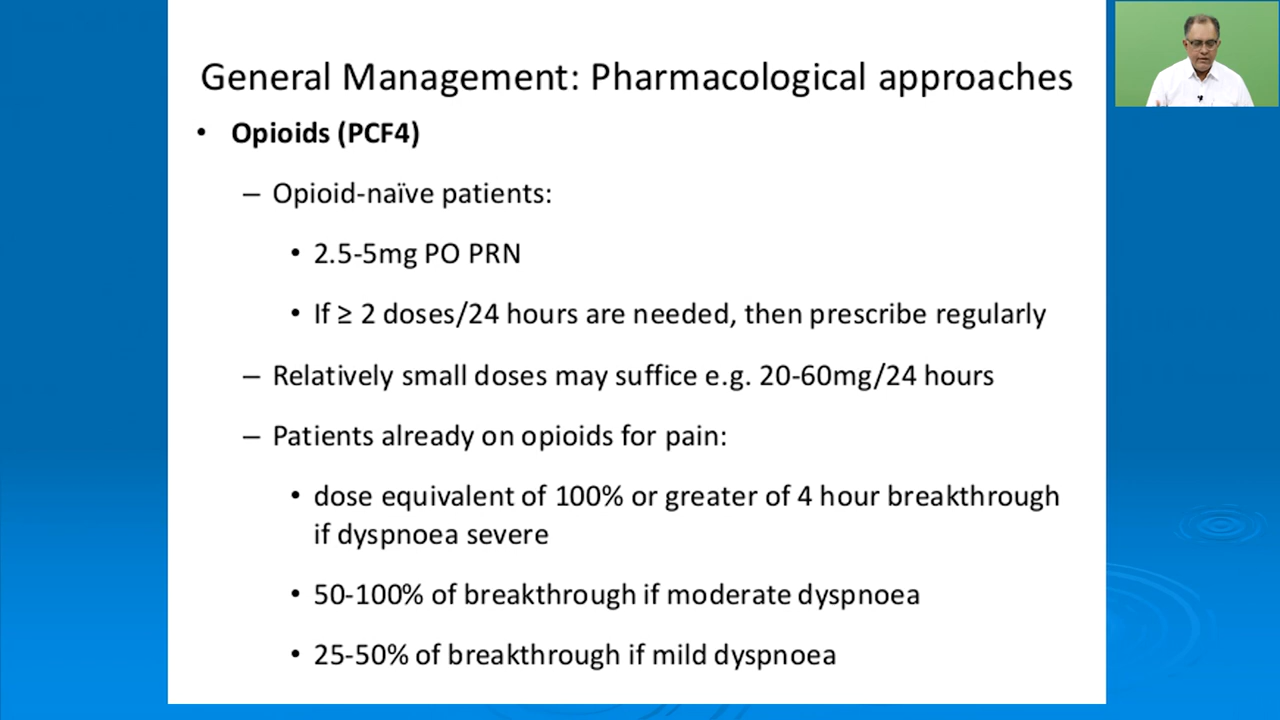 General Management: Pharmacological approaches
• Opioids (PCF4)
– Opioid-naïve patients:
• 2.5-5mg PO PRN
• If ≥ 2 doses/24 hours are needed, then prescribe regularly
– Relatively small doses may suffice e.g. 20-60mg/24 hours
– Patients already on opioids for pain:
• dose equivalent of 100% or greater of 4 hour breakthrough
if dyspnoea severe
• 50-100% of breakthrough if moderate dyspnoea
• 25-50% of breakthrough if mild dyspnoea